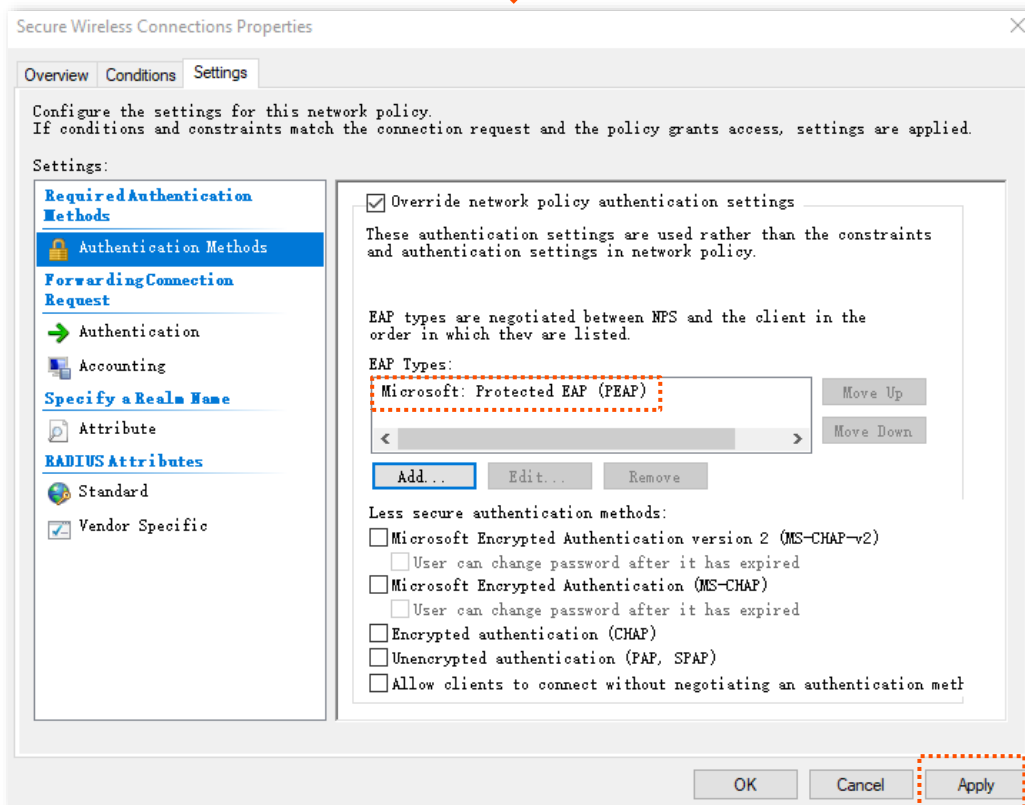 Secure Wireless Connections Properties
Overview Conditions Settings
Configure the settings for this network policy.
If conditions and constraints match the connection request and the policy grants access, settings are applied.
Settings:
Required Authentication
Methods
Authentication Methods
Forwarding Connection
Request
Authentication
Accounting
Specify a Realm Name
Attribute
RADIUS Attributes
Standard
Vendor Specific
Override network policy authentication settings
These authentication settings are used rather than the constraints
and authentication settings in network policy.
EAP types are negotiated between NPS and the client in the
order in which they are listed.
EAP Types:
Microsoft: Protected EAP (PEAP)
Move Up
Move Down
Add... Edit... Remove
Less secure authentication methods:
Microsoft Encrypted Authentication version 2 (MS-CHAP-v2)
User can change password after it has expired
Microsoft Encrypted Authentication (MS-CHAP)
User can change password after it has expired
Encrypted authentication (CHAP)
Unencrypted authentication (PAP, SPAP)
Allow clients to connect without negotiating an authentication meth
OK Cancel Apply